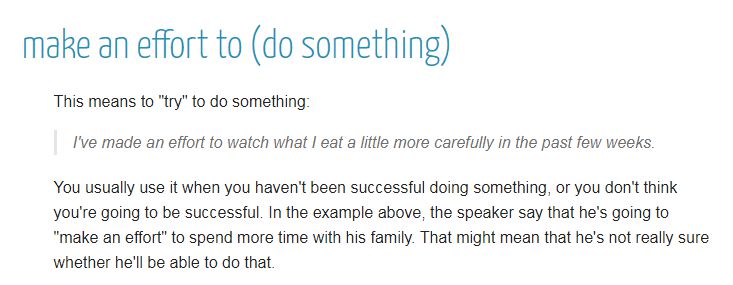 make an effort to (do something)
This means to "try" to do something:
I've made an effort to watch what I eat a little more carefully in the past few weeks.
You usually use it when you haven't been successful doing something, or you don't think
you're going to be successful. In the example above, the speaker say that he's going to
"make an effort" to spend more time with his family. That might mean that he's not really sure
whether he'll be able to do that.